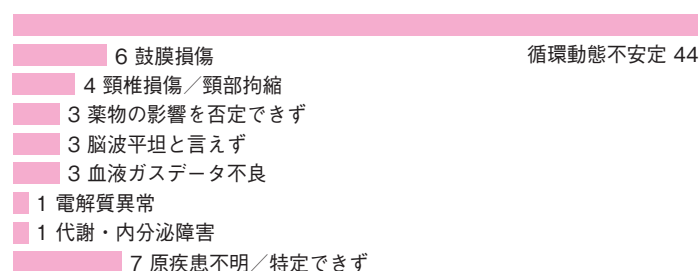 循環動態不安定 44
6 鼓膜損傷
4 頸椎損傷／頸部拘縮
3 薬物の影響を否定できず
3 脳波平坦と言えず
3 血液ガスデータ不良
1 電解質異常
1 代謝・内分泌障害
7 原疾患不明／特定できず